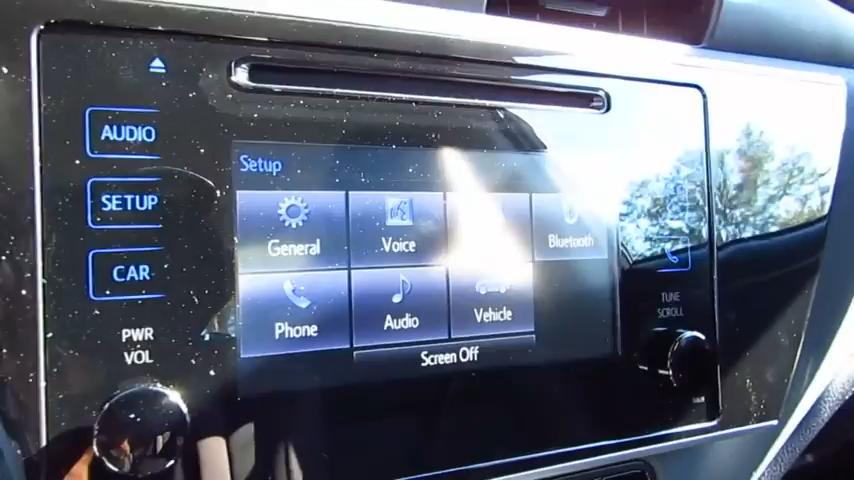 AUDIO
SETUP
CAR
PWR
VOL
Setup
General
Voice
Bluetooth
Phone
Audio
Vehicle
Screen Off
TUNE
SCROLL